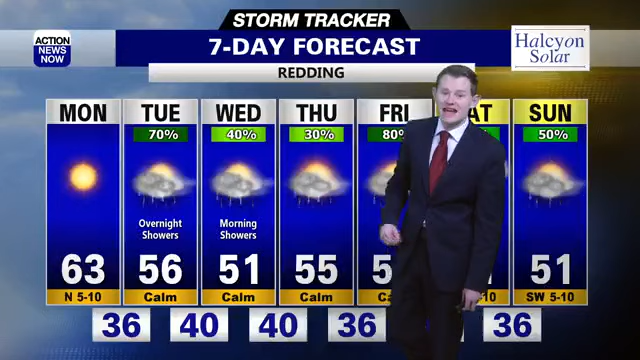 STORM TRACKER
ACTION
NEWS
NOW
7-DAY FORECAST
Halcyon
Solar
REDDING
MON TUE WED THU FRI SUN
70% 40% 30% 80% 50%
Overnight
Showers
Morning
Showers
63 56 51 55 51
N 5-10 Calm Calm Calm SW 5-10
36 40 40 36 36